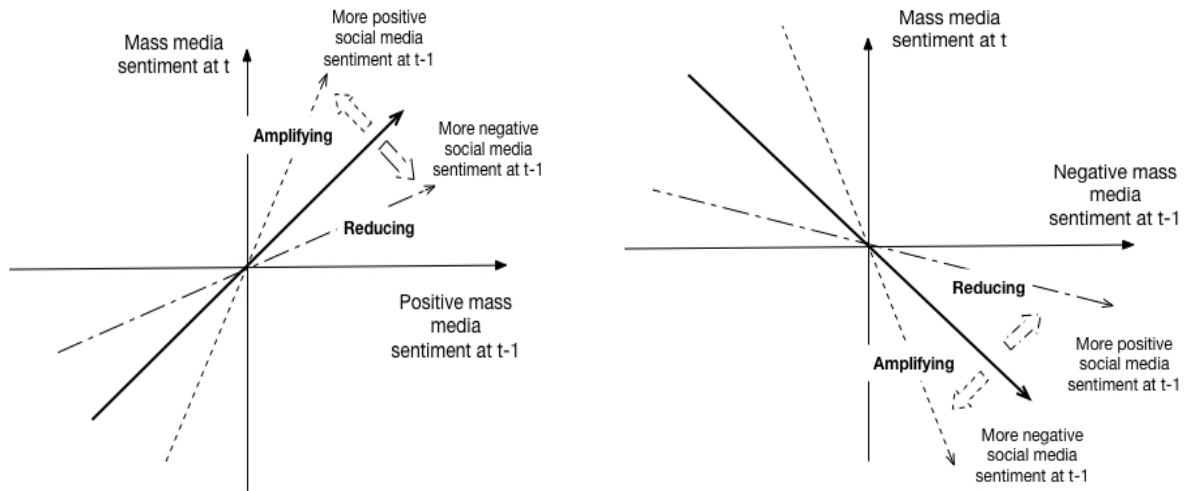 Mass media
sentiment at t
More positive
social media
sentiment at t-1
Amplifying
More negative
social media
sentiment at t-1
Reducing
Positive mass
media
sentiment at t-1
Mass media
sentiment at t
Negative mass
media
sentiment at t-1
Reducing
More positive
social media
sentiment at t-1
Amplifying
More negative
social media
sentiment at t-1